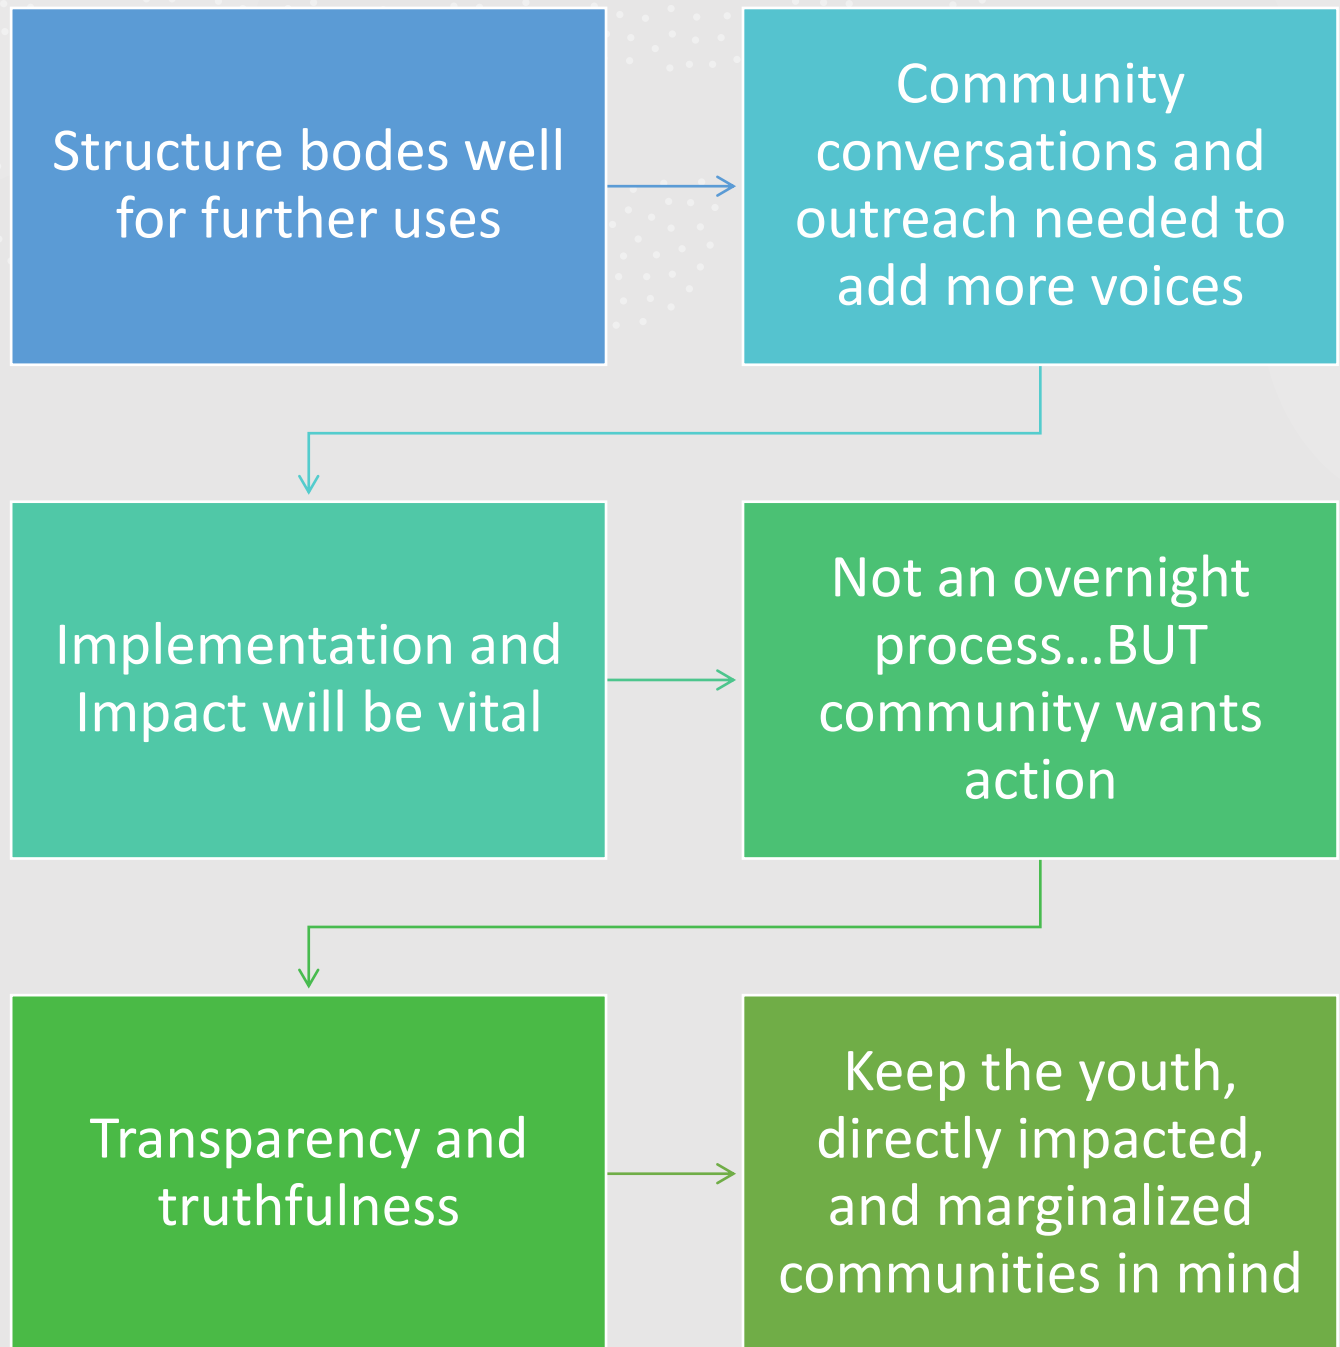 Structure bodes well
for further uses
Community
conversations and
outreach needed to
add more voices
Implementation and
Impact will be vital
Not an overnight
process...BUT
community wants
action
Transparency and
truthfulness
Keep the youth,
directly impacted,
and marginalized
communities in mind